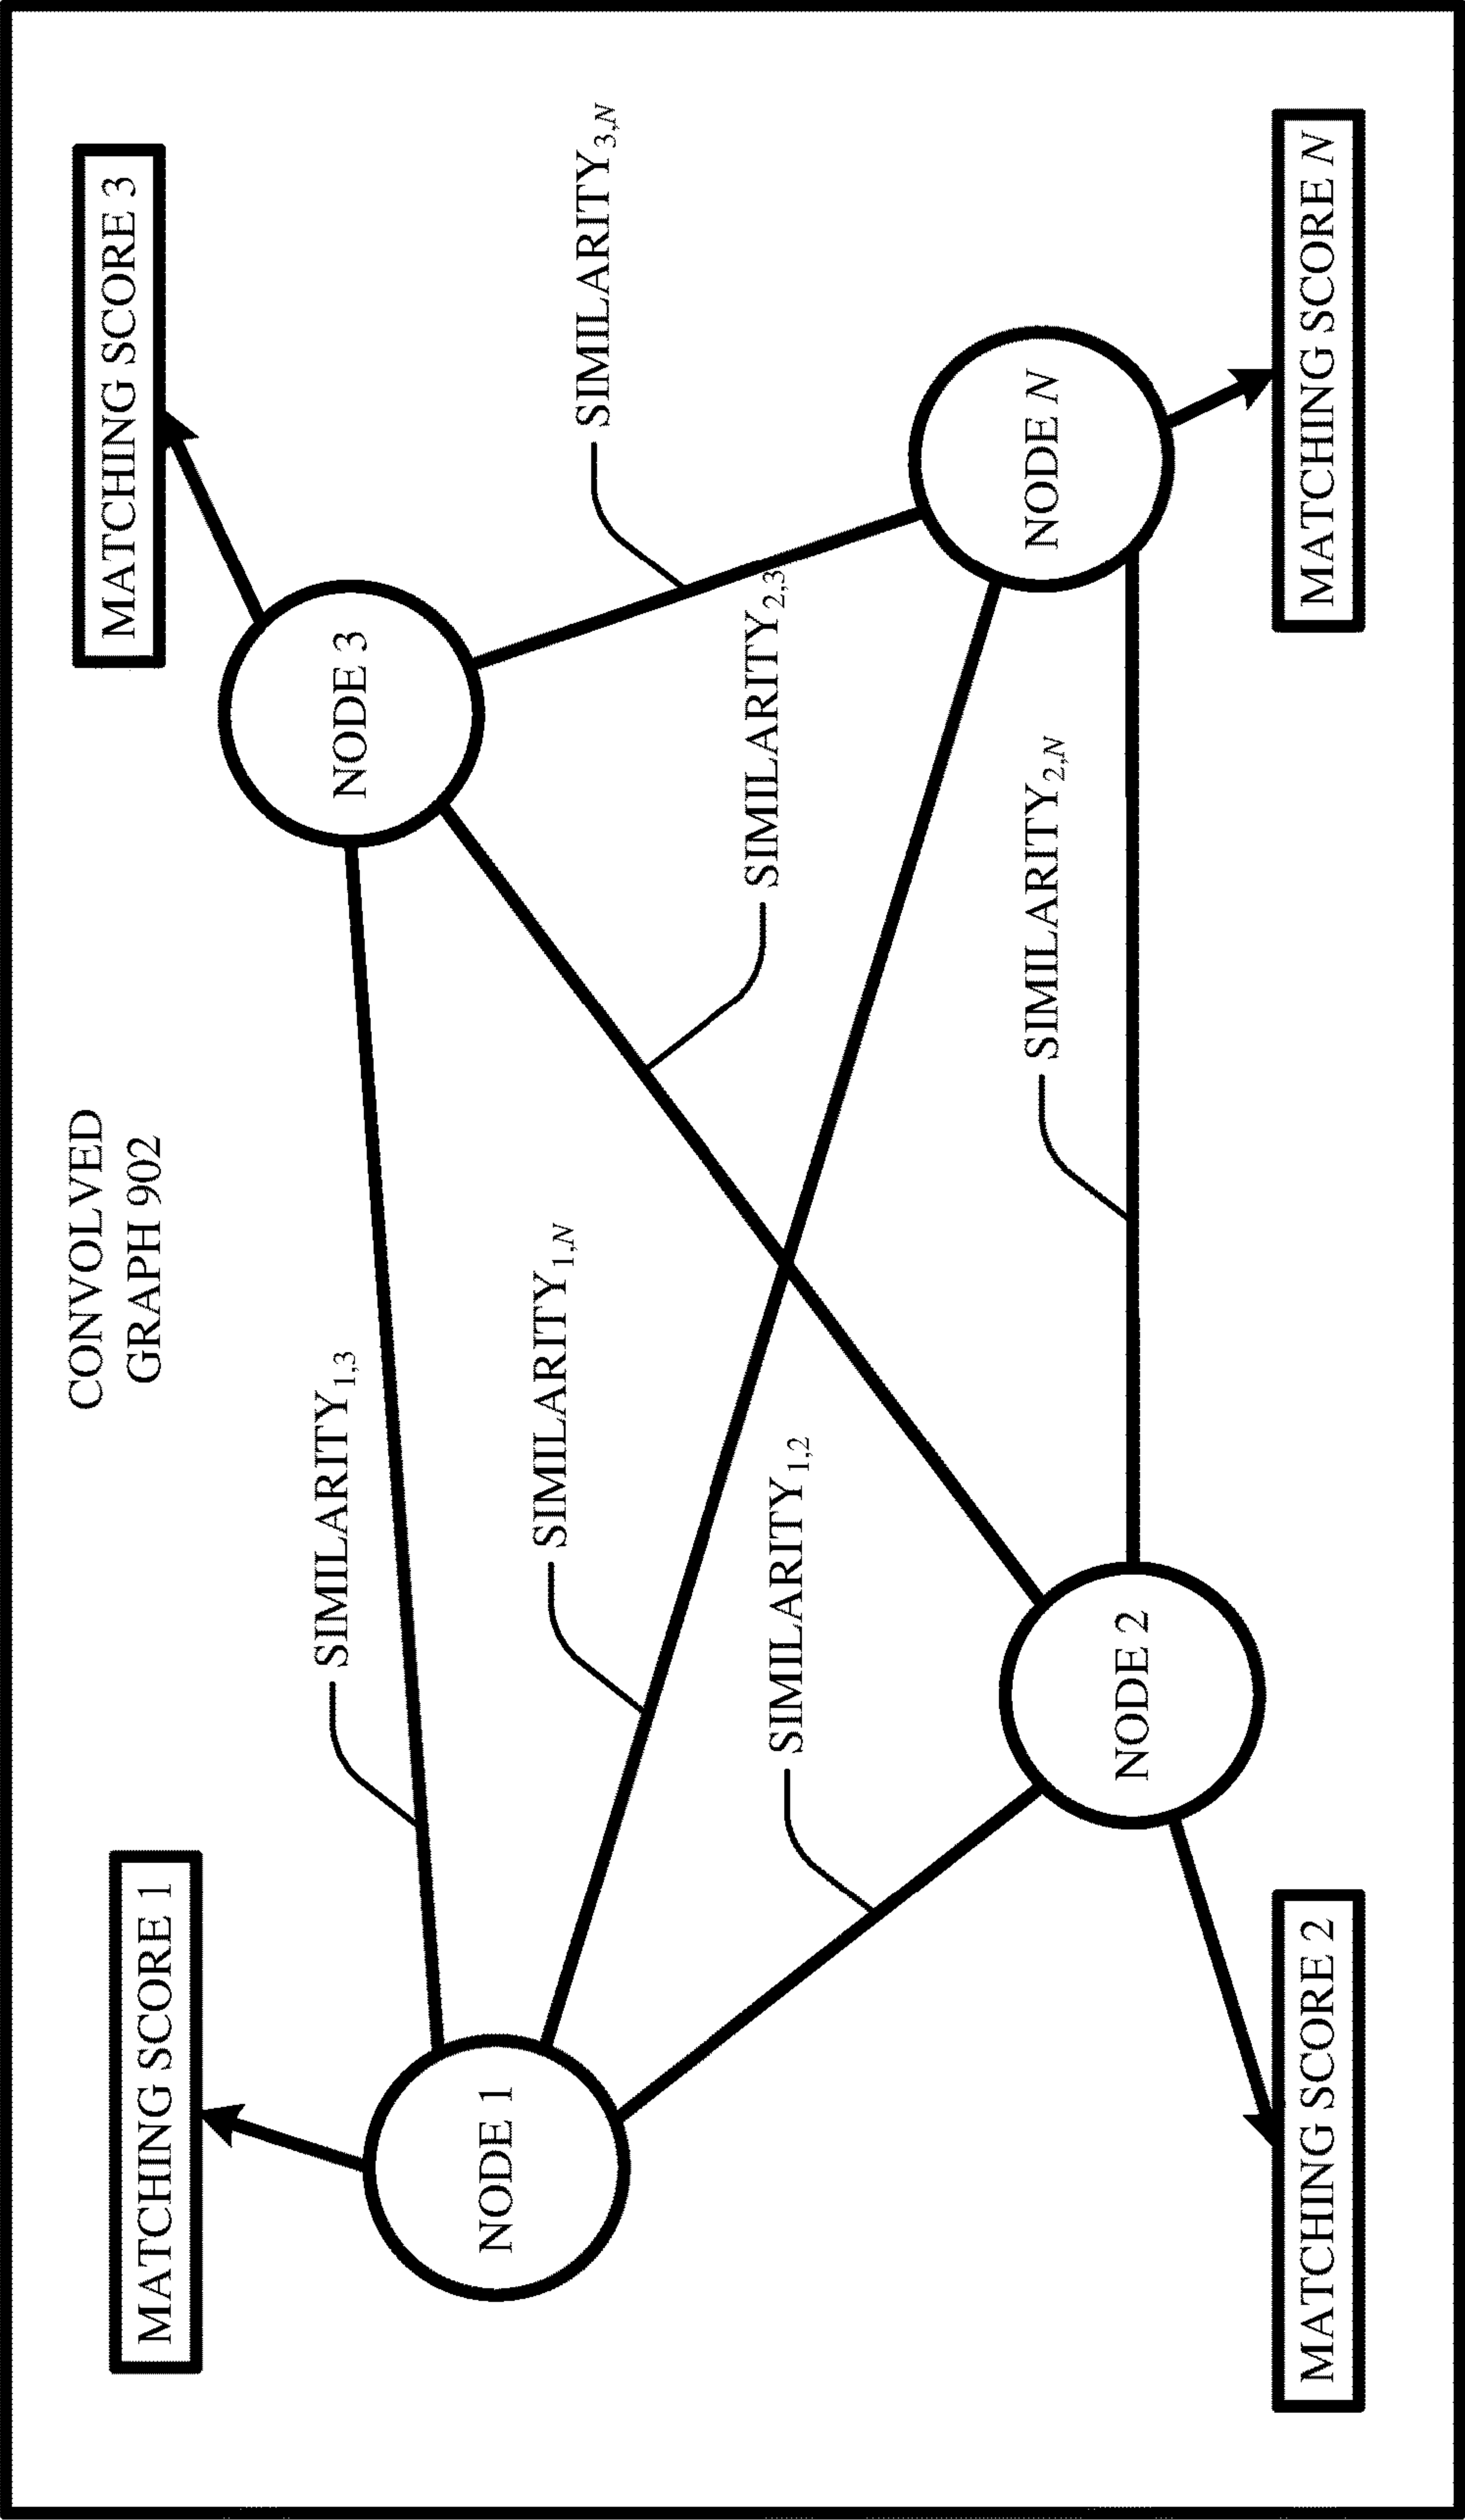 CONVOLVED
GRAPH 902
MATCHING SCORE 1
MATCHING SCORE 3
NODE 3
SIMILARITY1,3
NODE 1
SIMILARITY1,N
SIMILARITY3,N
SIMILARITY2,3
SIMILARITY1,2
NODE N
SIMILARITY2,N
NODE 2
MATCHING SCORE 2
MATCHING SCORE N